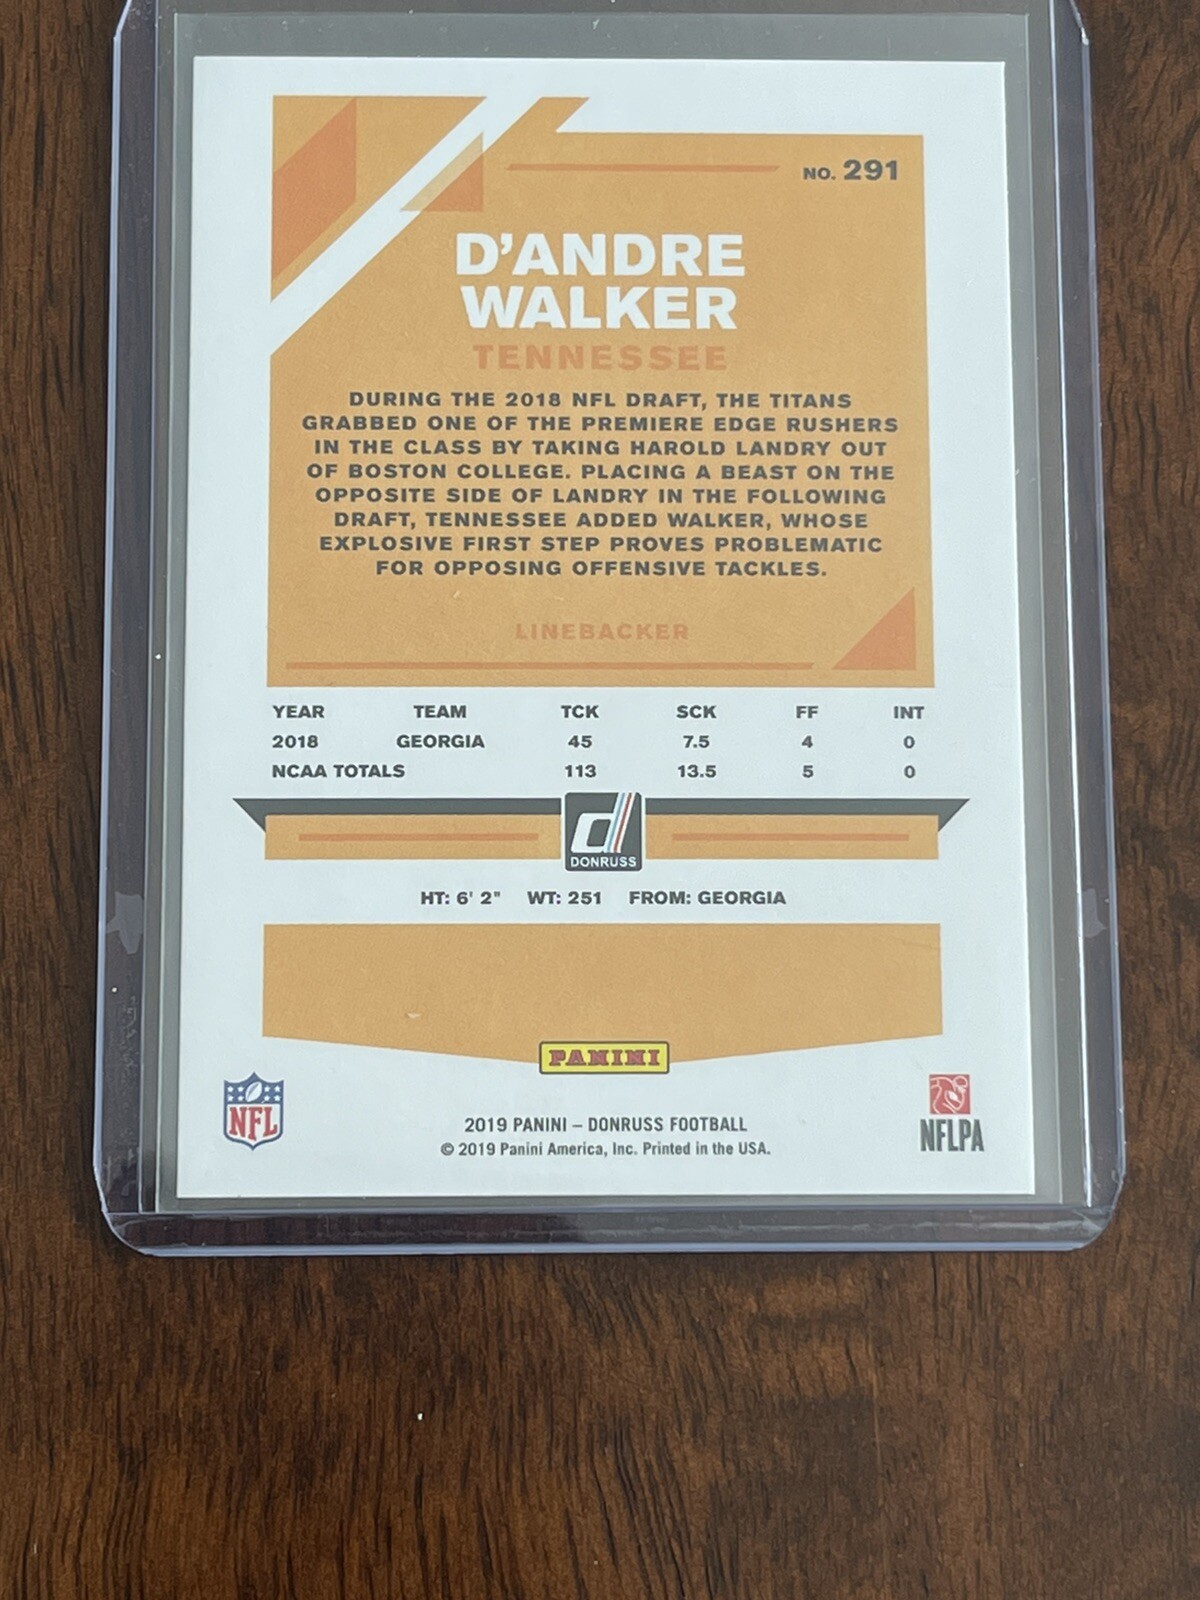 NO. 291
D'ANDRE
WALKER
TENNESSEE
DURING THE 2018 NFL DRAFT, THE TITANS
GRABBED ONE OF THE PREMIERE EDGE RUSHERS
IN THE CLASS BY TAKING HAROLD LANDRY OUT
OF BOSTON COLLEGE. PLACING A BEAST ON THE
OPPOSITE SIDE OF LANDRY IN THE FOLLOWING
DRAFT, TENNESSEE ADDED WALKER, WHOSE
EXPLOSIVE FIRST STEP PROVES PROBLEMATIC
FOR OPPOSING OFFENSIVE TACKLES.
LINEBACKER
YEAR TEAM TCK SCK FF INT
2018 GEORGIA 45 7.5 4 0
NCAA TOTALS 113 13.5 5 0
d
DONRUSS
HT: 6' 2" WT: 251 FROM: GEORGIA
PANINI
NFL
2019 PANINI – DONRUSS FOOTBALL
© 2019 Panini America, Inc. Printed in the USA.
NFLPA